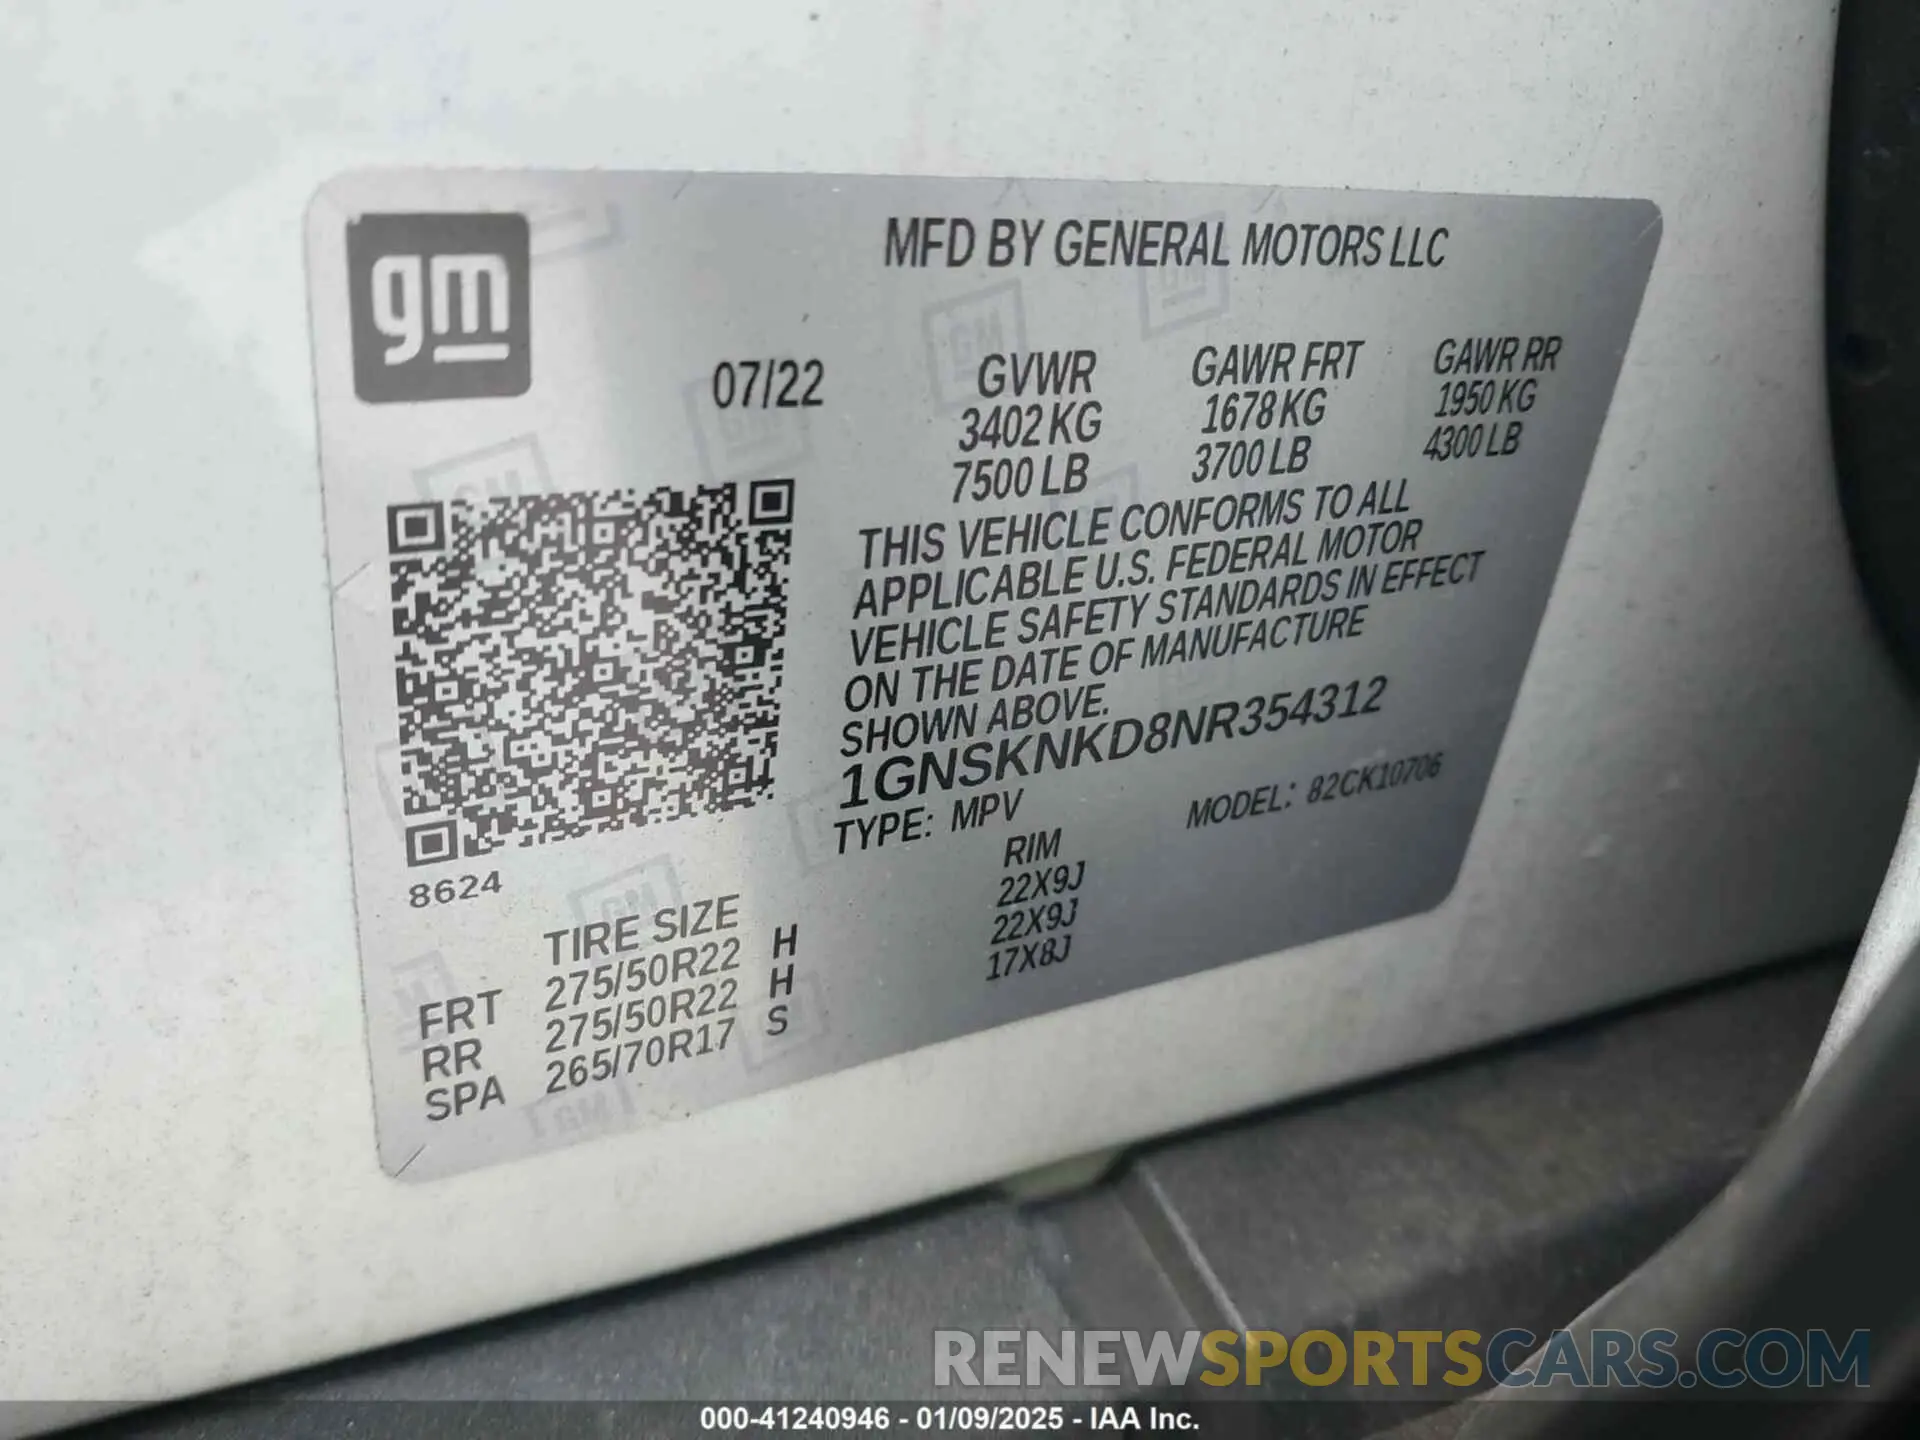 MFD BY GENERAL MOTORS LLC
gm
07/22
GVWR GAWR FRT GAWR RR
3402 KG 1678 KG 1950 KG
7500 LB 3700 LB 4300 LB
THIS VEHICLE CONFORMS TO ALL
APPLICABLE U.S. FEDERAL MOTOR
VEHICLE SAFETY STANDARDS IN EFFECT
ON THE DATE OF MANUFACTURE
SHOWN ABOVE.
1GNSKNKD8NR354312
TYPE: MPV MODEL: 82CK10706
8624
TIRE SIZE RIM
FRT 275/50R22 H 22X9J
RR 275/50R22 H 22X9J
SPA 265/70R17 S 17X8J
RENEWSPORTSCARS.COM
000-41240946 - 01/09/2025 - IAA Inc.